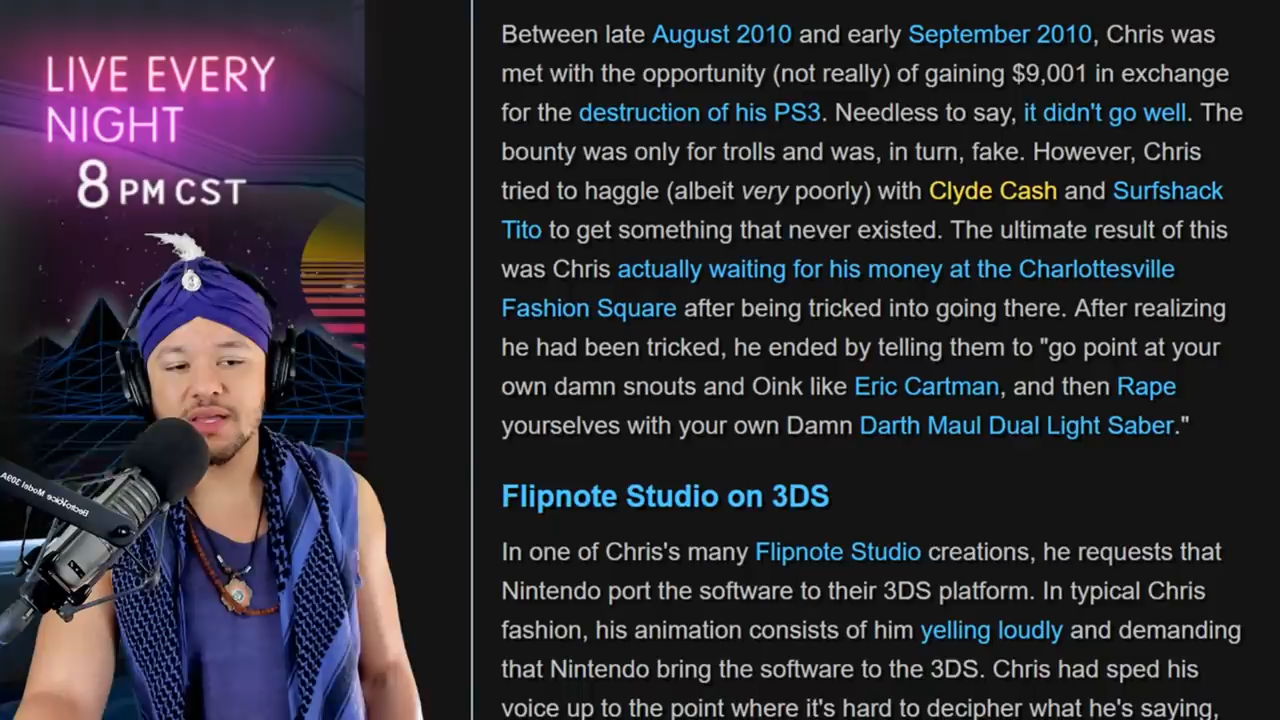 LIVE EVERY
NIGHT
8 PM CST
Between late August 2010 and early September 2010, Chris was
met with the opportunity (not really) of gaining $9,001 in exchange
for the destruction of his PS3. Needless to say, it didn't go well. The
bounty was only for trolls and was, in turn, fake. However, Chris
tried to haggle (albeit very poorly) with Clyde Cash and Surfshack
Tito to get something that never existed. The ultimate result of this
was Chris actually waiting for his money at the Charlottesville
Fashion Square after being tricked into going there. After realizing
he had been tricked, he ended by telling them to "go point at your
own damn snouts and Oink like Eric Cartman, and then Rape
yourselves with your own Damn Darth Maul Dual Light Saber."
Flipnote Studio on 3DS
In one of Chris's many Flipnote Studio creations, he requests that
Nintendo port the software to their 3DS platform. In typical Chris
fashion, his animation consists of him yelling loudly and demanding
that Nintendo bring the software to the 3DS. Chris had sped his
voice up to the point where it's hard to decipher what he's saying,